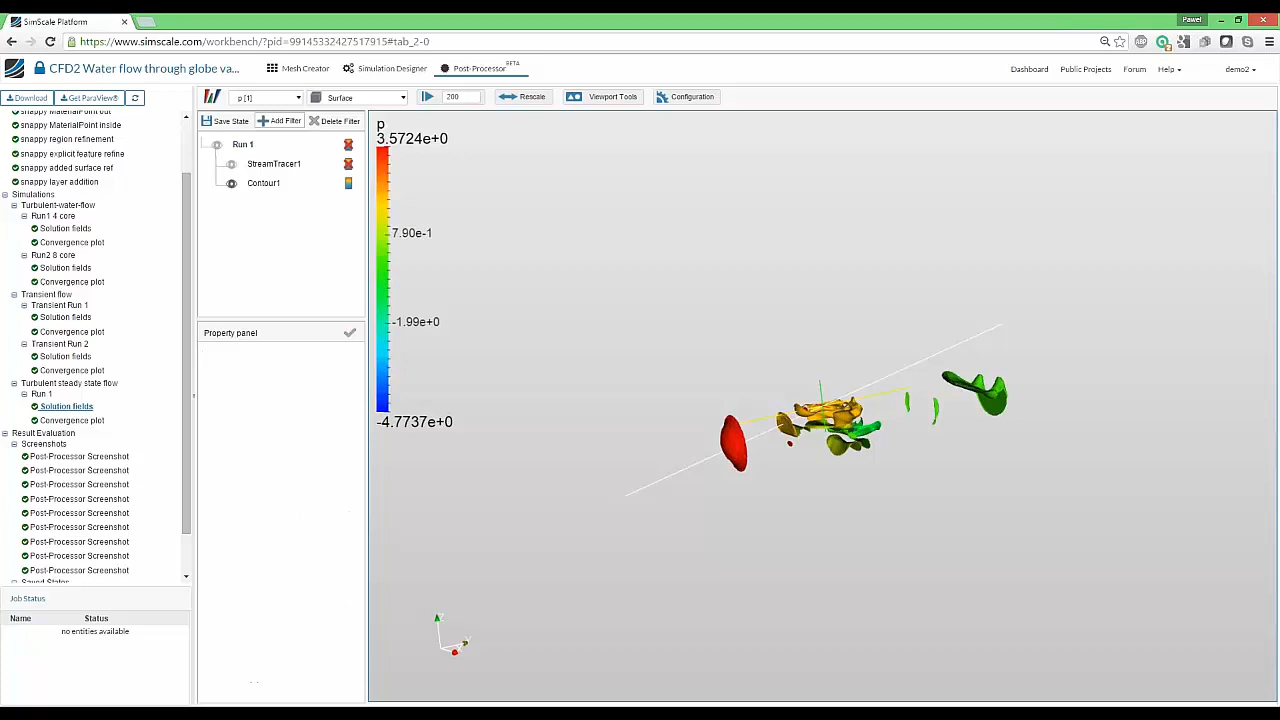 SimScale Platform
Pawel
https://www.simscale.com/workbench/?pid=99145332427517915#tab_2-0
CFD2 Water flow through globe va...
Mesh Creator
Simulation Designer
Post-Processor
BETA
Dashboard
Public Projects
Forum
Help
demo2
Download
Get ParaView®
p [1]
Surface
200
Rescale
Viewport Tools
Configuration
snappy MaterialPoint out
snappy MaterialPoint inside
snappy region refinement
snappy explicit feature refine
snappy added surface ref
snappy layer addition
Simulations
Turbulent-water-flow
Run1 4 core
Solution fields
Convergence plot
Run2 8 core
Solution fields
Convergence plot
Transient flow
Transient Run 1
Solution fields
Convergence plot
Transient Run 2
Solution fields
Convergence plot
Turbulent steady state flow
Run 1
Solution fields
Convergence plot
Result Evaluation
Screenshots
Post-Processor Screenshot
Post-Processor Screenshot
Post-Processor Screenshot
Post-Processor Screenshot
Post-Processor Screenshot
Post-Processor Screenshot
Post-Processor Screenshot
Post-Processor Screenshot
Post-Processor Screenshot
Saved States
Job Status
Name Status
no entities available
Save State
Add Filter
Delete Filter
Run 1
StreamTracer1
Contour1
Property panel
p
3.5724e+0
7.90e-1
-1.99e+0
-4.7737e+0